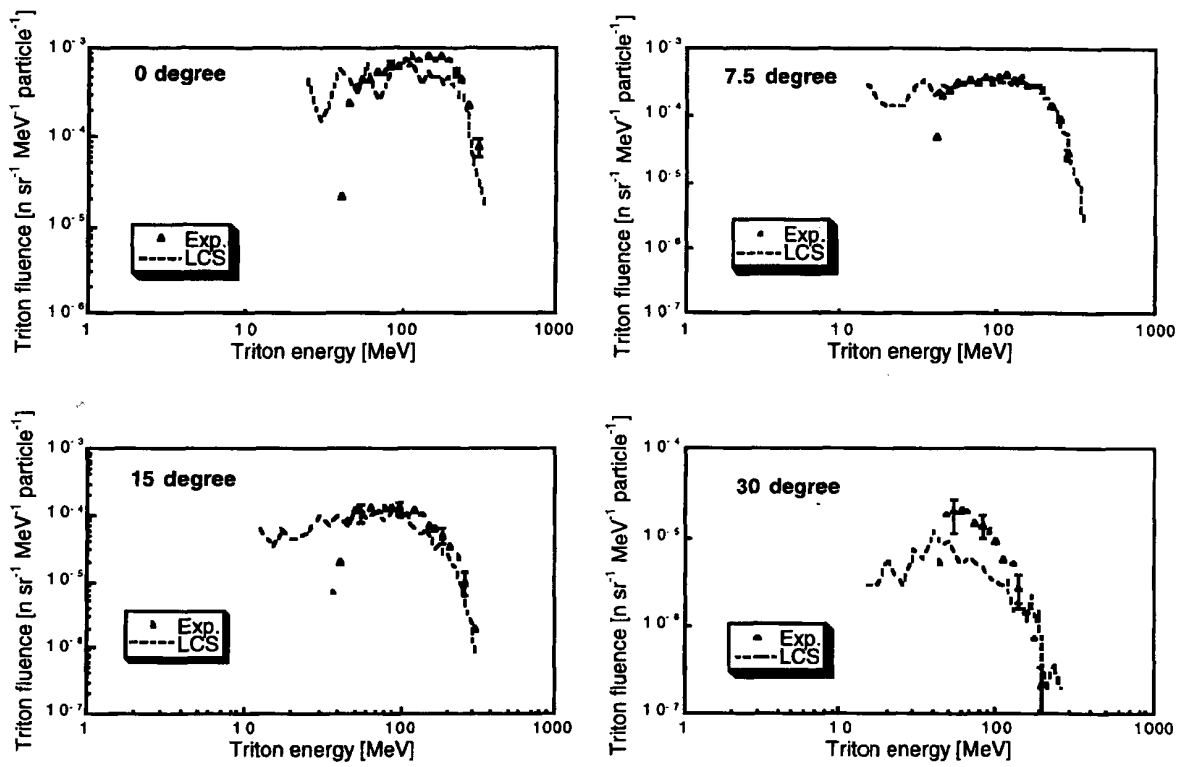 Triton fluence [n sr⁻¹ MeV⁻¹ particle⁻¹]
10⁻³
10⁻⁴
10⁻⁵
10⁻⁶
0 degree
Exp.
LCS
1 10 100 1000
Triton energy [MeV]
Triton fluence [n sr⁻¹ MeV⁻¹ particle⁻¹]
10⁻³
10⁻⁴
10⁻⁵
10⁻⁶
10⁻⁷
7.5 degree
Exp.
LCS
1 10 100 1000
Triton energy [MeV]
Triton fluence [n sr⁻¹ MeV⁻¹ particle⁻¹]
10⁻³
10⁻⁴
10⁻⁵
10⁻⁶
10⁻⁷
15 degree
Exp.
LCS
1 10 100 1000
Triton energy [MeV]
Triton fluence [n sr⁻¹ MeV⁻¹ particle⁻¹]
10⁻⁴
10⁻⁵
10⁻⁶
10⁻⁷
30 degree
Exp.
LCS
1 10 100 1000
Triton energy [MeV]